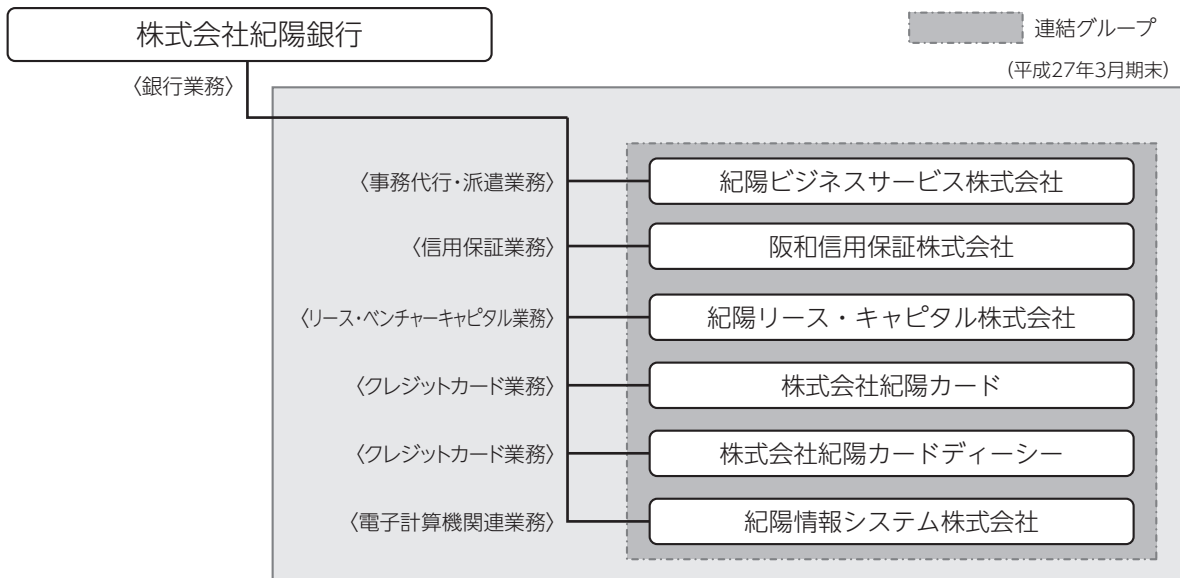 株式会社紀陽銀行
連結グループ
(平成27年3月期末)
〈銀行業務〉
〈事務代行・派遣業務〉
紀陽ビジネスサービス株式会社
〈信用保証業務〉
阪和信用保証株式会社
〈リース・ベンチャーキャピタル業務〉
紀陽リース・キャピタル株式会社
〈クレジットカード業務〉
株式会社紀陽カード
〈クレジットカード業務〉
株式会社紀陽カードディーシー
〈電子計算機関連業務〉
紀陽情報システム株式会社